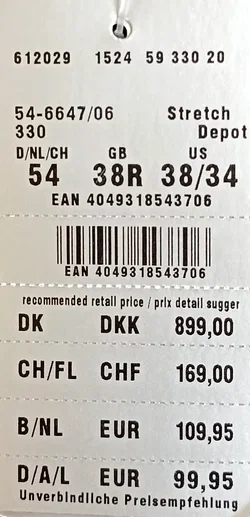 612029 1524 59 330 20
54-6647/06 Stretch
330 Depot
D/NL/CH GB US
54 38R 38/34
EAN 4049318543706
EAN 4049318543706
recommended retail price / prix detail sugger
DK DKK 899,00
CH/FL CHF 169,00
B/NL EUR 109,95
D/A/L EUR 99,95
Unverbindliche Preisempfehlung